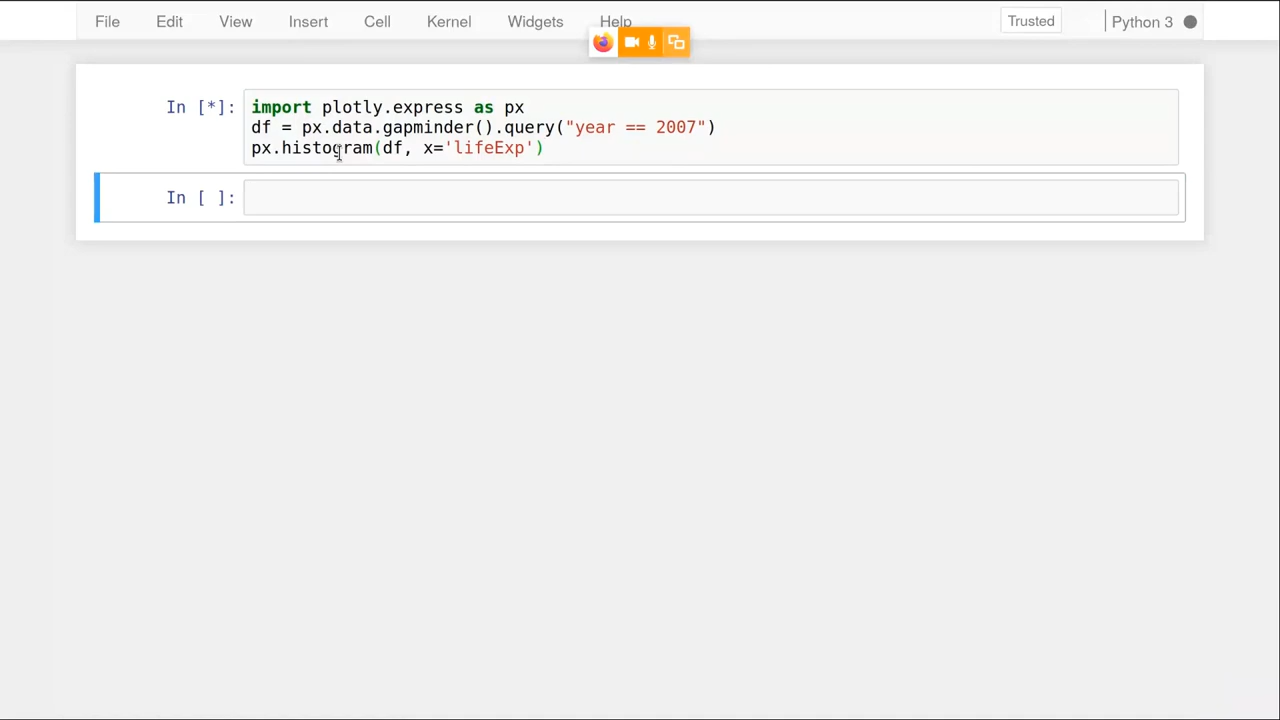 File Edit View Insert Cell Kernel Widgets Help Trusted Python 3
In [*]: import plotly.express as px
df = px.data.gapminder().query("year == 2007")
px.histogram(df, x='lifeExp')
In [ ]: